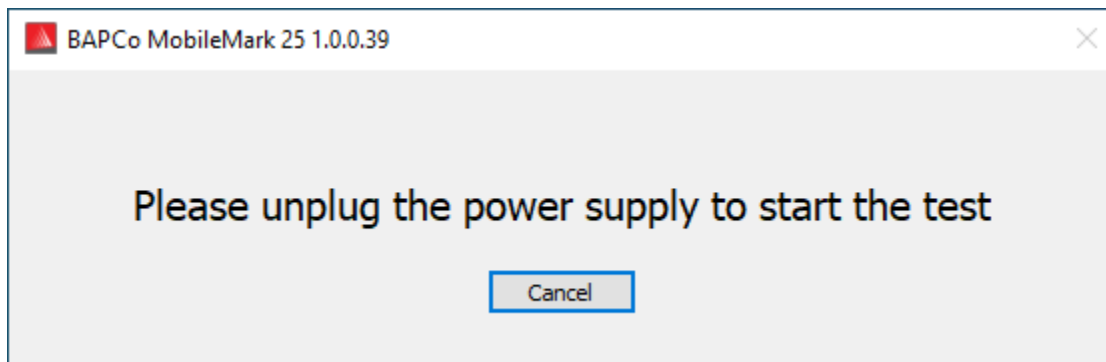 BAPCo MobileMark 25 1.0.0.39
Please unplug the power supply to start the test
Cancel